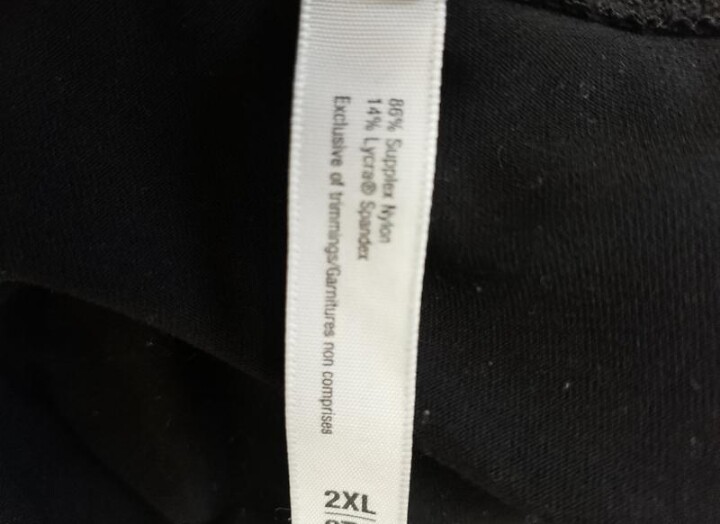 86% Supplex Nylon
14% Lycra® Spandex
Exclusive of trimmings/Garnitures non comprises
2XL